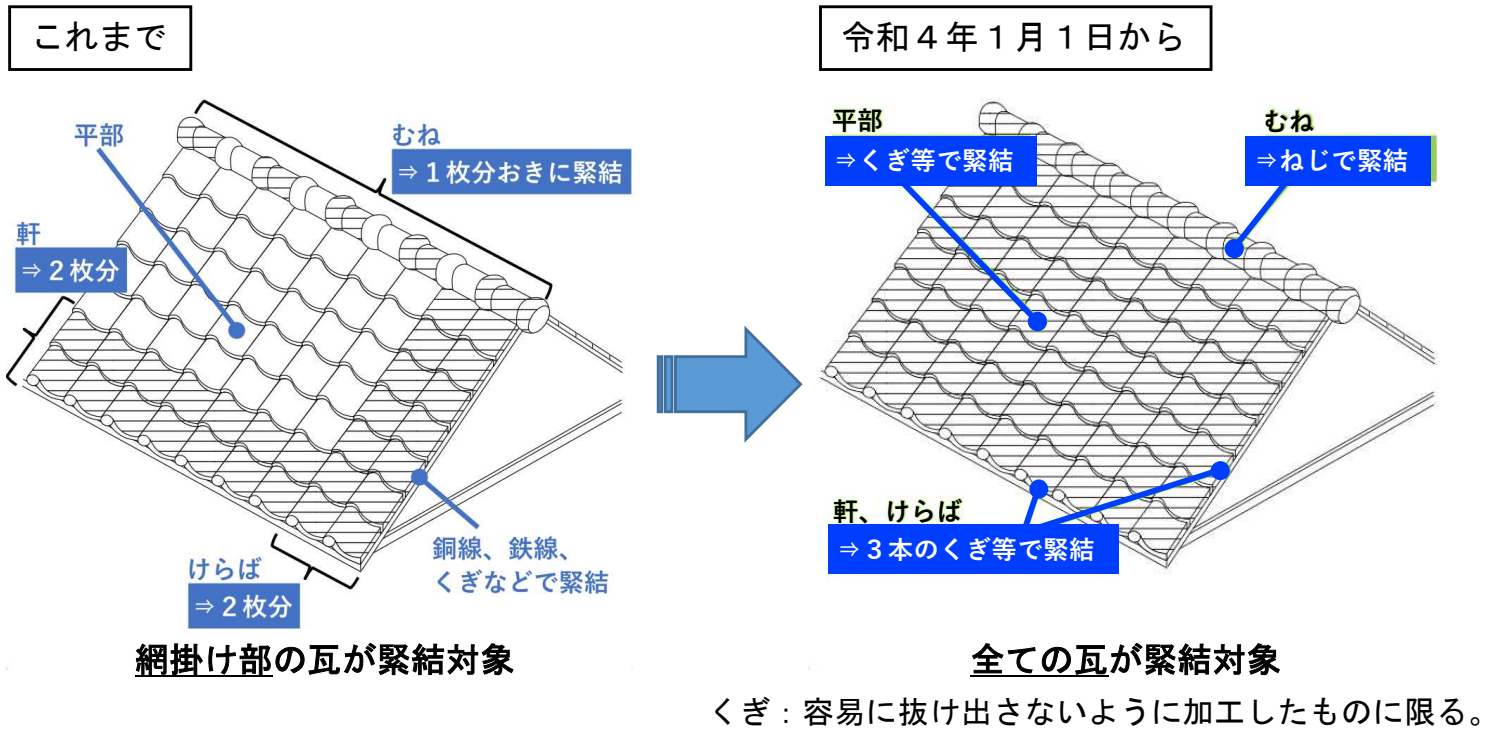 これまで
平部
むね
⇒１枚分おきに緊結
軒
⇒２枚分
けらば
⇒２枚分
銅線、鉄線、
くぎなどで緊結
網掛け部の瓦が緊結対象
令和４年１月１日から
平部
⇒くぎ等で緊結
むね
⇒ねじで緊結
軒、けらば
⇒３本のくぎ等で緊結
全ての瓦が緊結対象
くぎ：容易に抜け出さないように加工したものに限る。